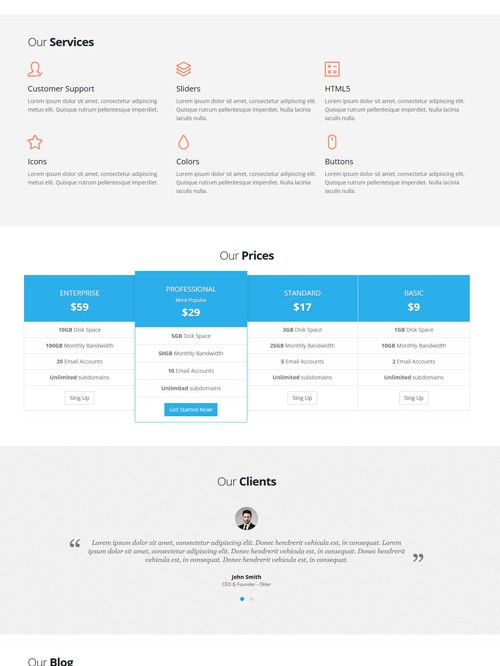 Our Services
Customer Support
Lorem ipsum dolor sit amet, consectetur adipiscing
metus elit. Quisque rutrum pellentesque imperdiet.
Sliders
Lorem ipsum dolor sit amet, consectetur adipiscing
elit. Quisque rutrum pellentesque imperdiet. Nulla lacinia
iaculis nulla.
HTML5
Lorem ipsum dolor sit amet, consectetur adipiscing
elit. Quisque rutrum pellentesque imperdiet. Nulla lacinia
iaculis nulla.
Icons
Lorem ipsum dolor sit amet, consectetur adipiscing
metus elit. Quisque rutrum pellentesque imperdiet.
Colors
Lorem ipsum dolor sit amet, consectetur adipiscing
elit. Quisque rutrum pellentesque imperdiet. Nulla lacinia
iaculis nulla.
Buttons
Lorem ipsum dolor sit amet, consectetur adipiscing
elit. Quisque rutrum pellentesque imperdiet. Nulla lacinia
iaculis nulla.
Our Prices
ENTERPRISE
$59
10GB Disk Space
100GB Monthly Bandwidth
20 Email Accounts
Unlimited subdomains
Sing Up
PROFESSIONAL
Most Popular
$29
5GB Disk Space
50GB Monthly Bandwidth
10 Email Accounts
Unlimited subdomains
Get Started Now!
STANDARD
$17
3GB Disk Space
25GB Monthly Bandwidth
5 Email Accounts
Unlimited subdomains
Sing Up
BASIC
$9
1GB Disk Space
10GB Monthly Bandwidth
2 Email Accounts
Unlimited subdomains
Sing Up
Our Clients
“ Lorem ipsum dolor sit amet, consectetur adipiscing elit. Donec hendrerit vehicula est, in consequat. Lorem
ipsum dolor sit amet, consectetur adipiscing elit. Donec hendrerit vehicula est, in consequat. Donec hendrerit
vehicula est, in consequat. ”
John Smith
CEO & Founder - Okler
Our Blog